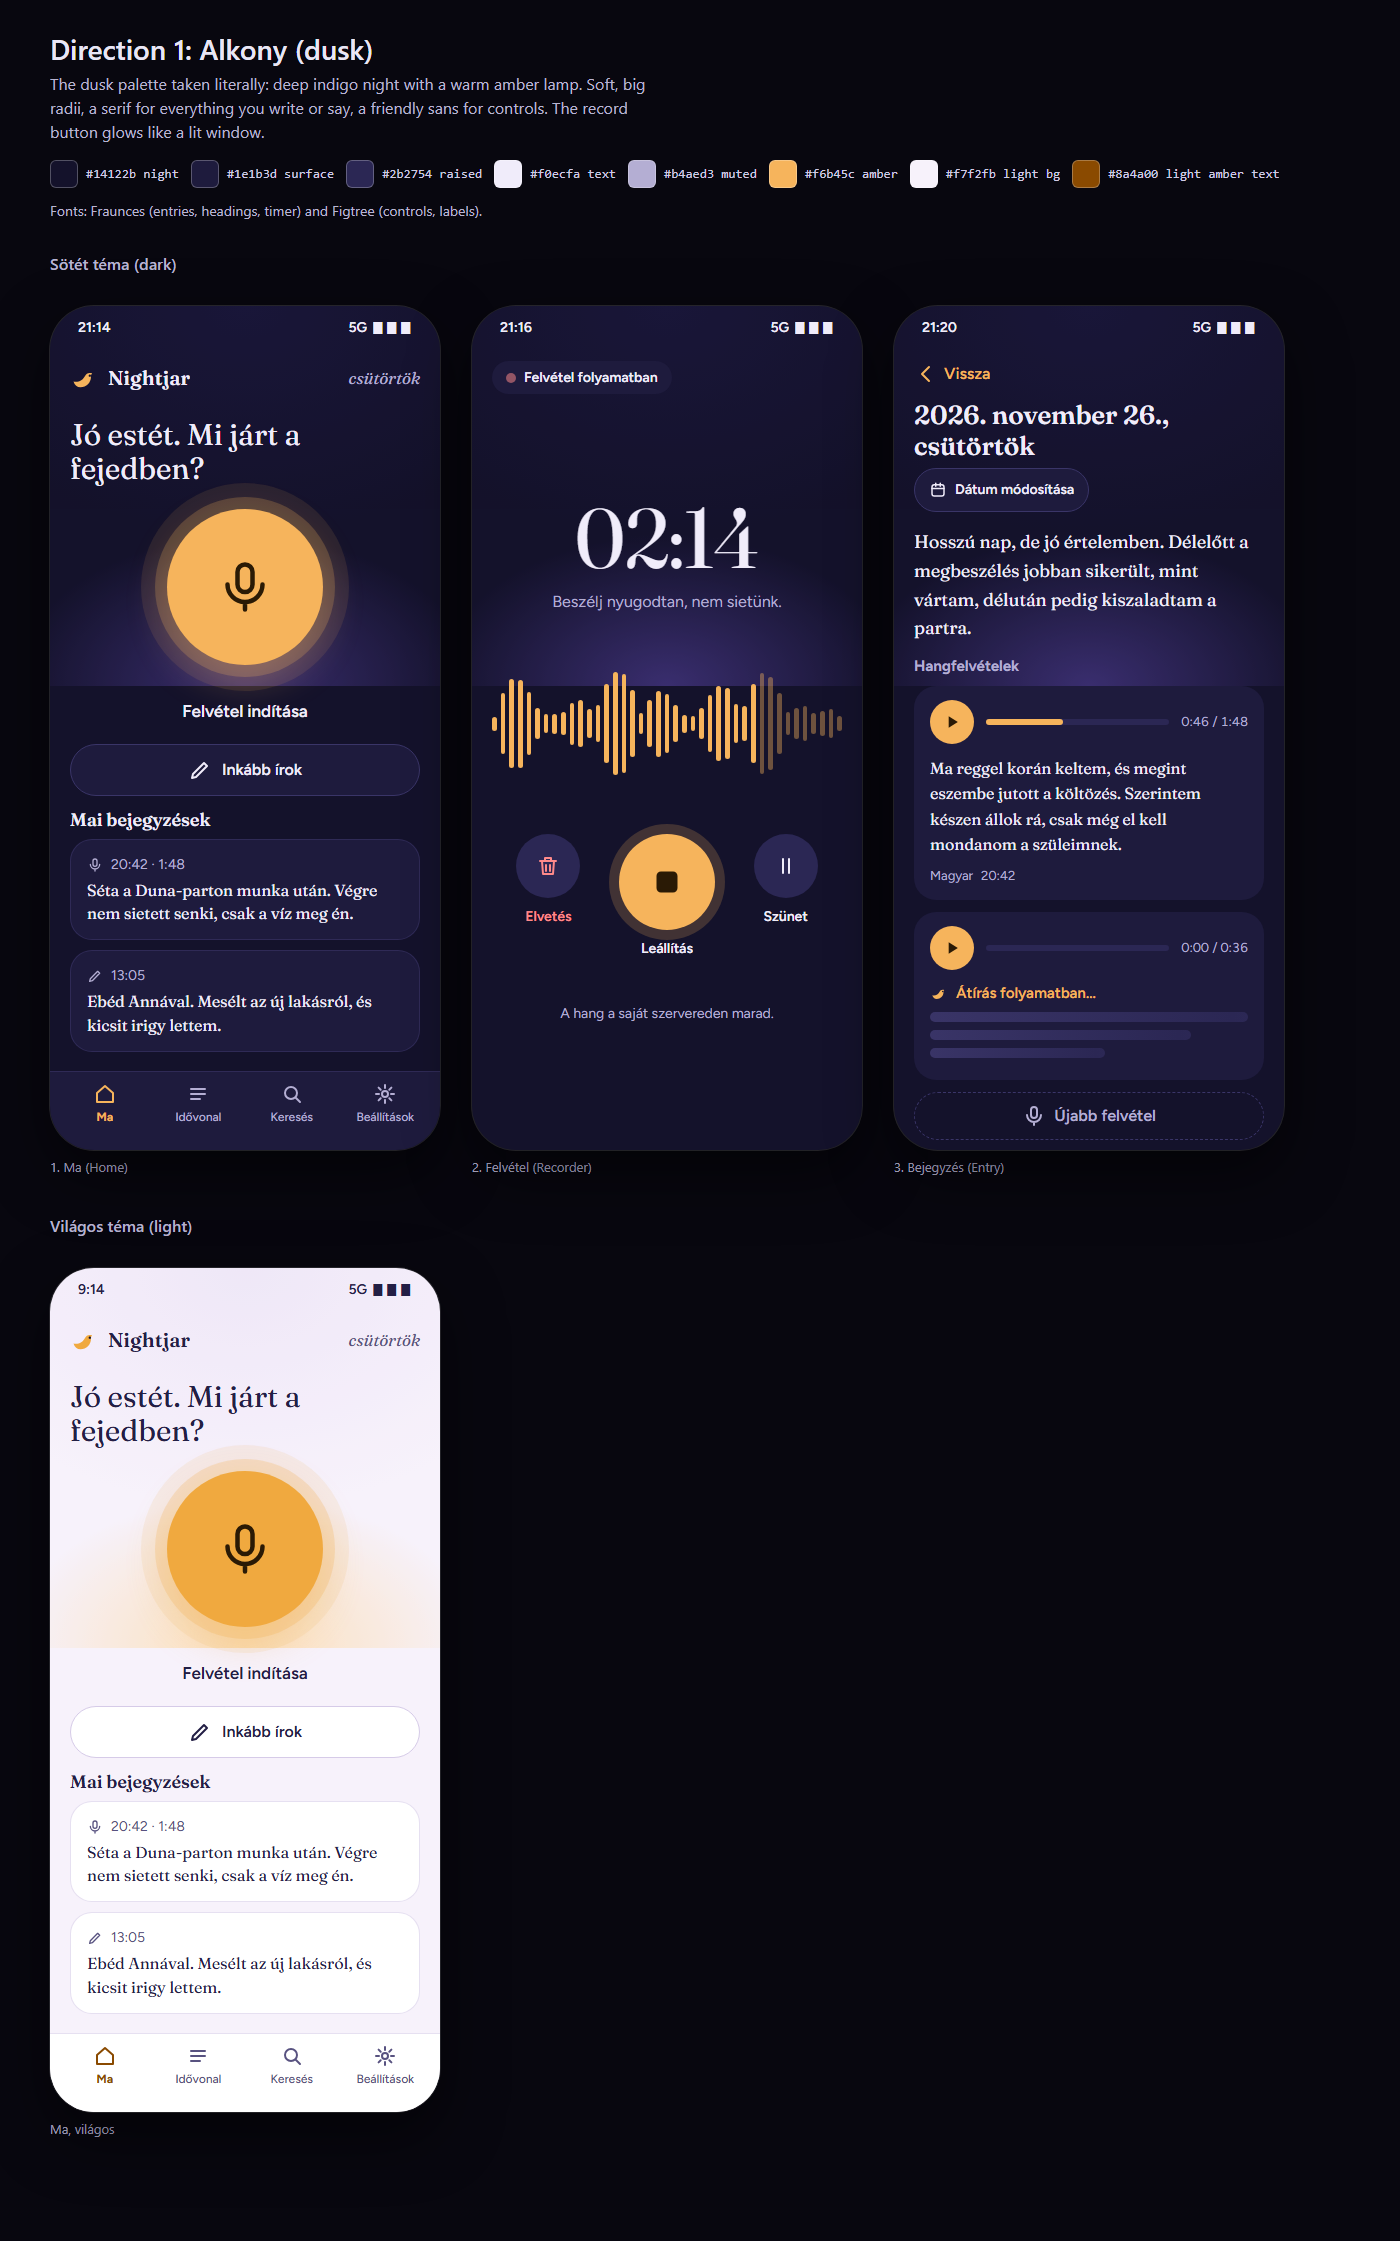 Direction 1: Alkony (dusk)
The dusk palette taken literally: deep indigo night with a warm amber lamp. Soft, big
radii, a serif for everything you write or say, a friendly sans for controls. The record
button glows like a lit window.
#14122b night #1e1b3d surface #2b2754 raised #f0ecfa text #b4aed3 muted #f6b45c amber #f7f2fb light bg #8a4a00 light amber text
Fonts: Fraunces (entries, headings, timer) and Figtree (controls, labels).
Sötét téma (dark)
21:14 5G
Nightjar csütörtök
Jó estét. Mi járt a
fejedben?
Felvétel indítása
Inkább írok
Mai bejegyzések
20:42 · 1:48
Séta a Duna-parton munka után. Végre
nem sietett senki, csak a víz meg én.
13:05
Ebéd Annával. Mesélt az új lakásról, és
kicsit irigy lettem.
Ma Idővonal Keresés Beállítások
1. Ma (Home)
21:16 5G
Felvétel folyamatban
02:14
Beszélj nyugodtan, nem sietünk.
Elvetés Leállítás Szünet
A hang a saját szervereden marad.
2. Felvétel (Recorder)
21:20 5G
Vissza
2026. november 26.,
csütörtök
Dátum módosítása
Hosszú nap, de jó értelemben. Délelőtt a
megbeszélés jobban sikerült, mint
vártam, délután pedig kiszaladtam a
partra.
Hangfelvételek
0:46 / 1:48
Ma reggel korán keltem, és megint
eszembe jutott a költözés. Szerintem
készen állok rá, csak még el kell
mondanom a szüleimnek.
Magyar 20:42
0:00 / 0:36
Átírás folyamatban...
Újabb felvétel
3. Bejegyzés (Entry)
Világos téma (light)
9:14 5G
Nightjar csütörtök
Jó estét. Mi járt a
fejedben?
Felvétel indítása
Inkább írok
Mai bejegyzések
20:42 · 1:48
Séta a Duna-parton munka után. Végre
nem sietett senki, csak a víz meg én.
13:05
Ebéd Annával. Mesélt az új lakásról, és
kicsit irigy lettem.
Ma Idővonal Keresés Beállítások
Ma, világos